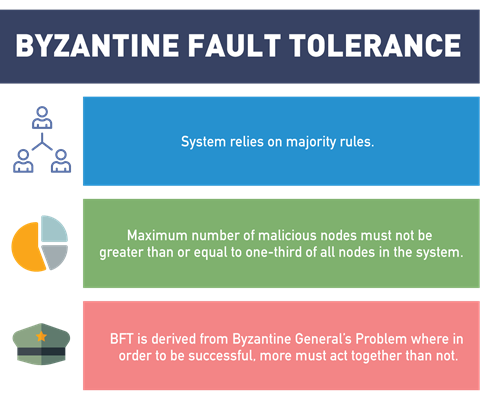 BYZANTINE FAULT TOLERANCE
System relies on majority rules.
Maximum number of malicious nodes must not be
greater than or equal to one-third of all nodes in the system.
BFT is derived from Byzantine General's Problem where in
order to be successful, more must act together than not.